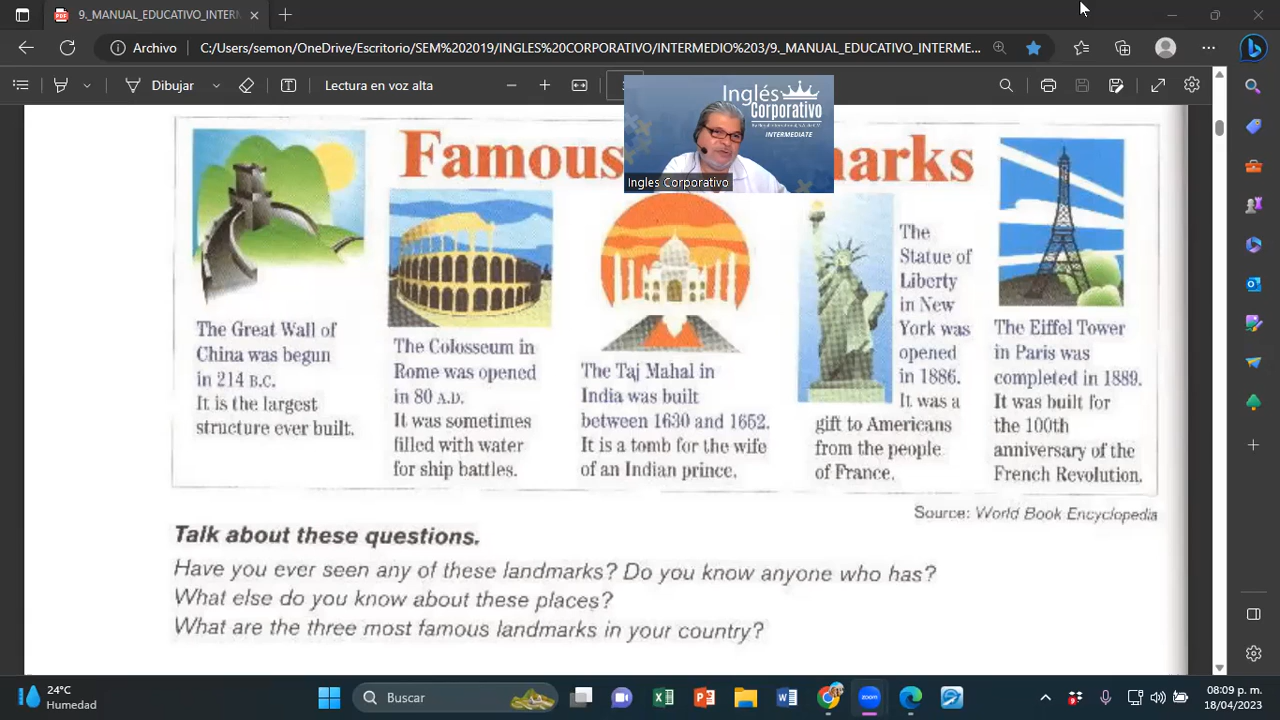 9._MANUAL_EDUCATIVO_INTERM
Archivo
C:/Users/semon/OneDrive/Escritorio/SEM%202019/INGLES%20CORPORATIVO/INTERMEDIO%203/9._MANUAL_EDUCATIVO_INTERME...
Dibujar
Lectura en voz alta
Inglés
Corporativo
INTERMEDIATE
Ingles Corporativo
Famous marks
The Great Wall of
China was begun
in 214 B.C.
It is the largest
structure ever built.
The Colosseum in
Rome was opened
in 80 A.D.
It was sometimes
filled with water
for ship battles.
The Taj Mahal in
India was built
between 1630 and 1652.
It is a tomb for the wife
of an Indian prince.
The
Statue of
Liberty
in New
York was
opened
in 1886.
It was a
gift to Americans
from the people
of France.
The Eiffel Tower
in Paris was
completed in 1889.
It was built for
the 100th
anniversary of the
French Revolution.
Source: World Book Encyclopedia
Talk about these questions.
Have you ever seen any of these landmarks? Do you know anyone who has?
What else do you know about these places?
What are the three most famous landmarks in your country?
24°C
Humedad
Buscar
zoom
08:09 p. m.
18/04/2023